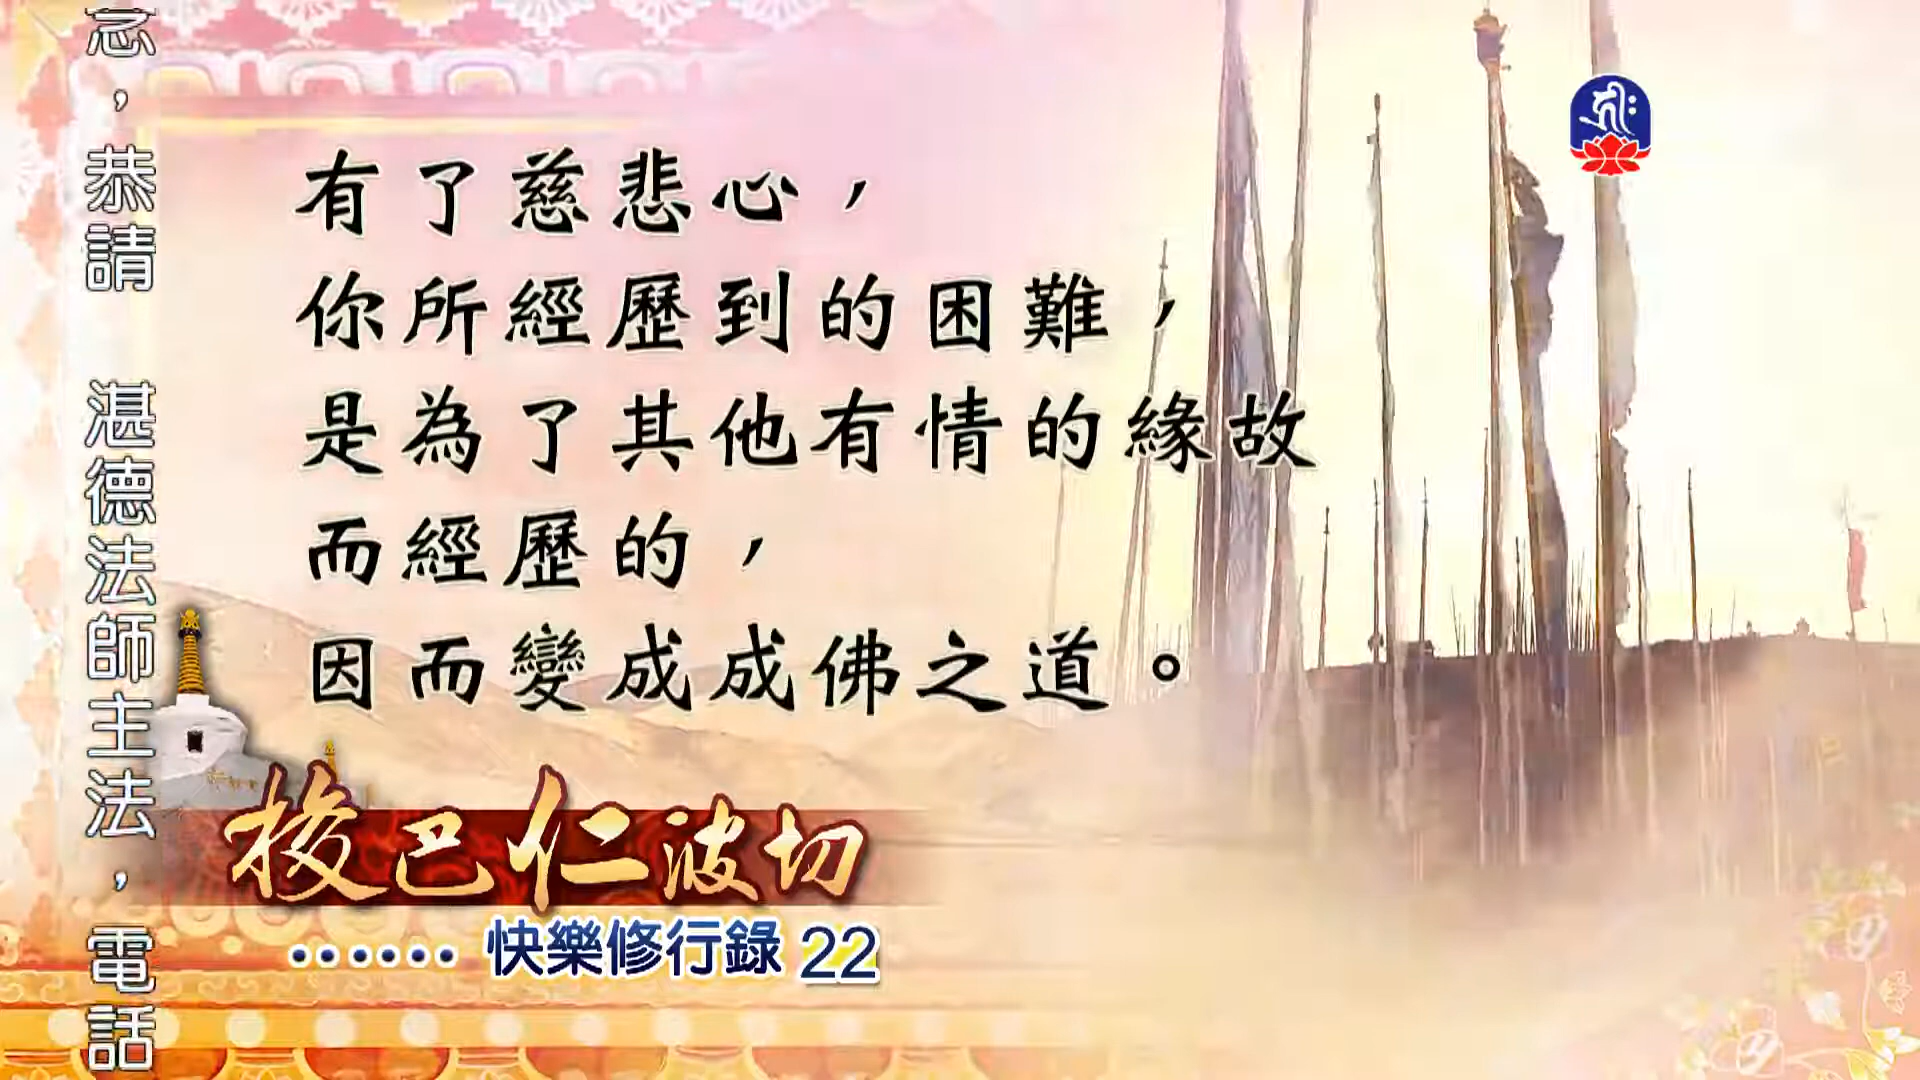 有了慈悲心，
你所經歷到的困難，
是為了其他有情的緣故
而經歷的，
因而變成成佛之道。
梭巴仁波切
……快樂修行錄 22
念，恭請　湛德法師主法，電話